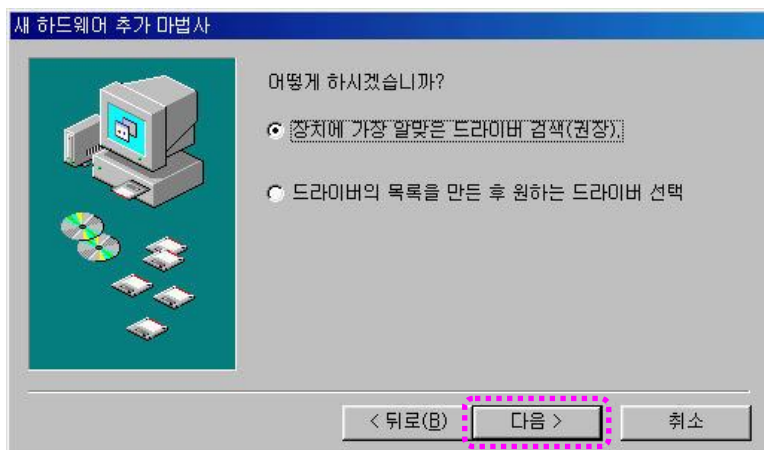 새 하드웨어 추가 마법사
어떻게 하시겠습니까?
장치에 가장 알맞은 드라이버 검색(권장).
드라이버의 목록을 만든 후 원하는 드라이버 선택
< 뒤로(B) 다음 > 취소